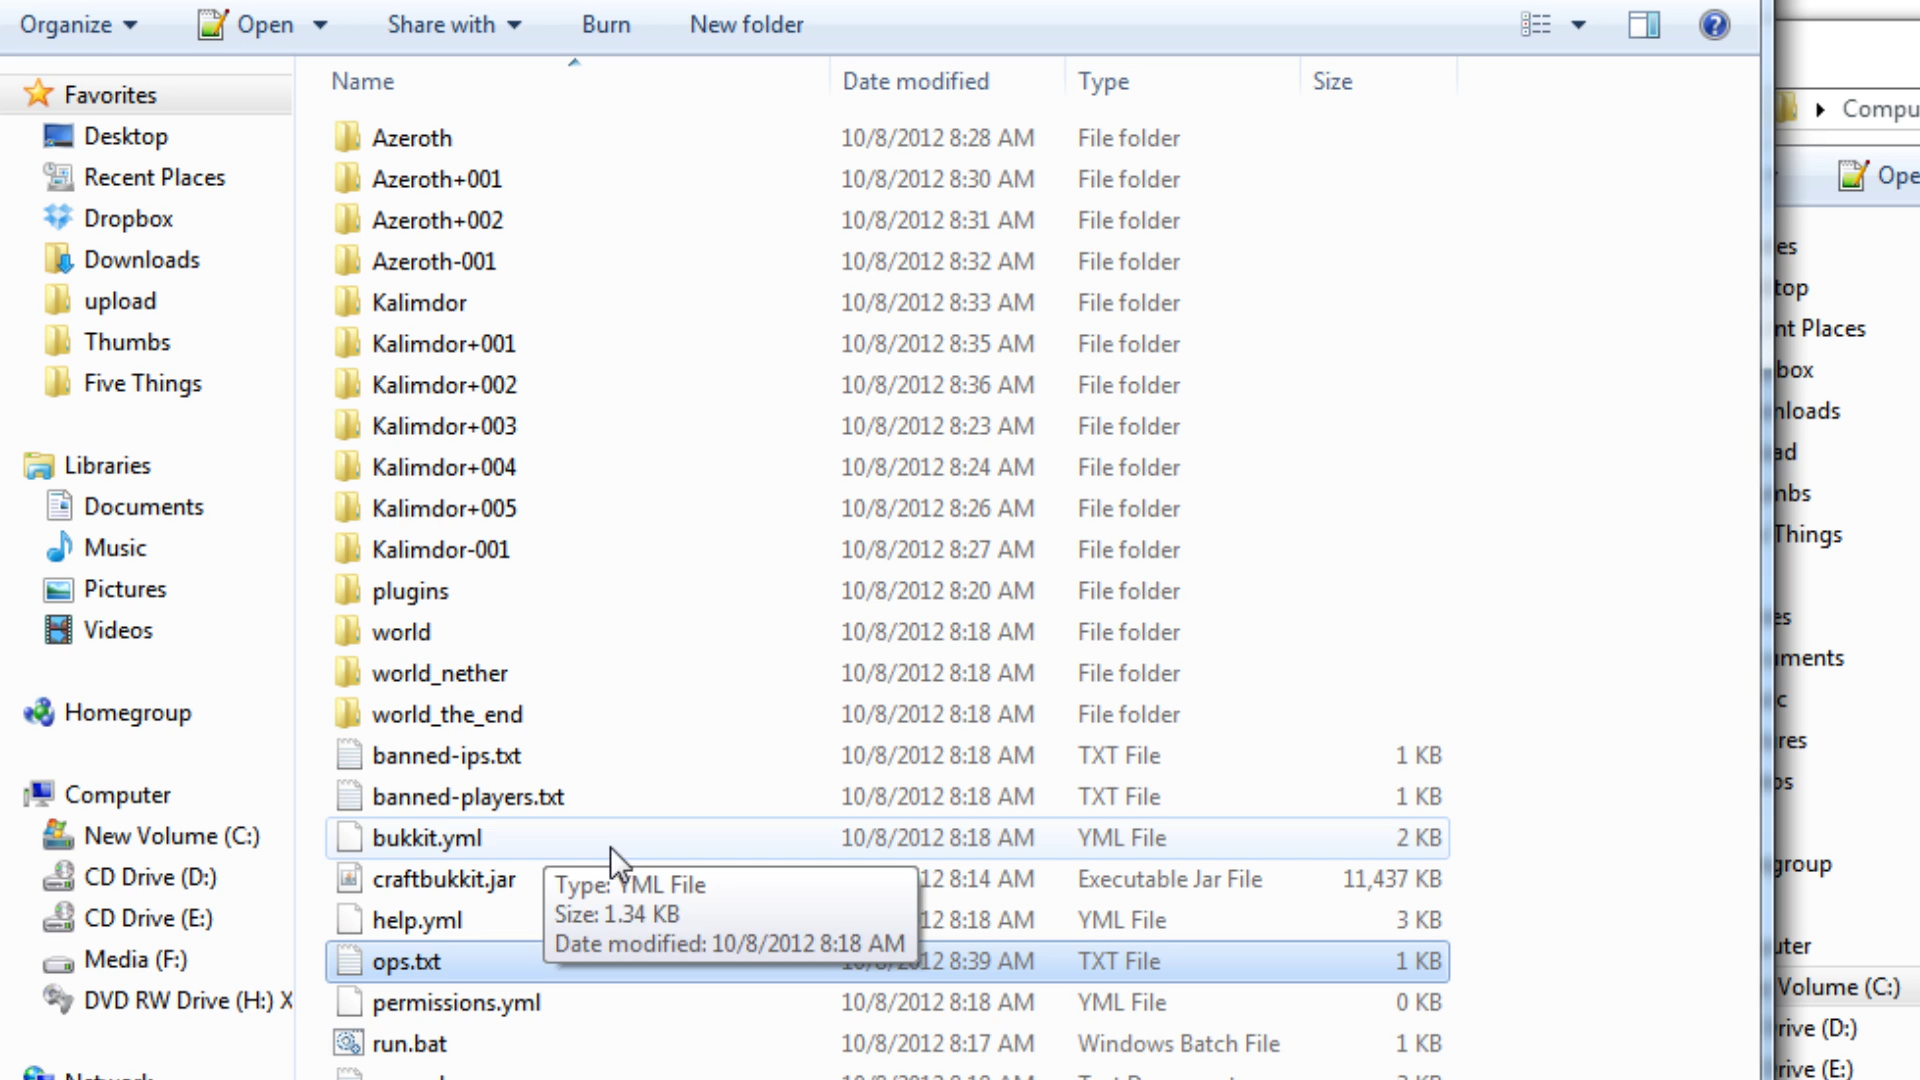 Organize Open Share with Burn New folder
Name Date modified Type Size
Favorites
Desktop
Recent Places
Dropbox
Downloads
upload
Thumbs
Five Things
Libraries
Documents
Music
Pictures
Videos
Homegroup
Computer
New Volume (C:)
CD Drive (D:)
CD Drive (E:)
Media (F:)
DVD RW Drive (H:) X
Azeroth 10/8/2012 8:28 AM File folder
Azeroth+001 10/8/2012 8:30 AM File folder
Azeroth+002 10/8/2012 8:31 AM File folder
Azeroth-001 10/8/2012 8:32 AM File folder
Kalimdor 10/8/2012 8:33 AM File folder
Kalimdor+001 10/8/2012 8:35 AM File folder
Kalimdor+002 10/8/2012 8:36 AM File folder
Kalimdor+003 10/8/2012 8:23 AM File folder
Kalimdor+004 10/8/2012 8:24 AM File folder
Kalimdor+005 10/8/2012 8:26 AM File folder
Kalimdor-001 10/8/2012 8:27 AM File folder
plugins 10/8/2012 8:20 AM File folder
world 10/8/2012 8:18 AM File folder
world_nether 10/8/2012 8:18 AM File folder
world_the_end 10/8/2012 8:18 AM File folder
banned-ips.txt 10/8/2012 8:18 AM TXT File 1 KB
banned-players.txt 10/8/2012 8:18 AM TXT File 1 KB
bukkit.yml 10/8/2012 8:18 AM YML File 2 KB
craftbukkit.jar 12 8:14 AM Executable Jar File 11,437 KB
help.yml 12 8:18 AM YML File 3 KB
ops.txt 12 8:39 AM TXT File 1 KB
permissions.yml 10/8/2012 8:18 AM YML File 0 KB
run.bat 10/8/2012 8:17 AM Windows Batch File 1 KB
Type: YML File
Size: 1.34 KB
Date modified: 10/8/2012 8:18 AM
Compu
Ope
es
top
nt Places
box
nloads
ad
nbs
Things
es
uments
c
res
os
group
uter
Volume (C:)
rive (D:)
rive (E:)